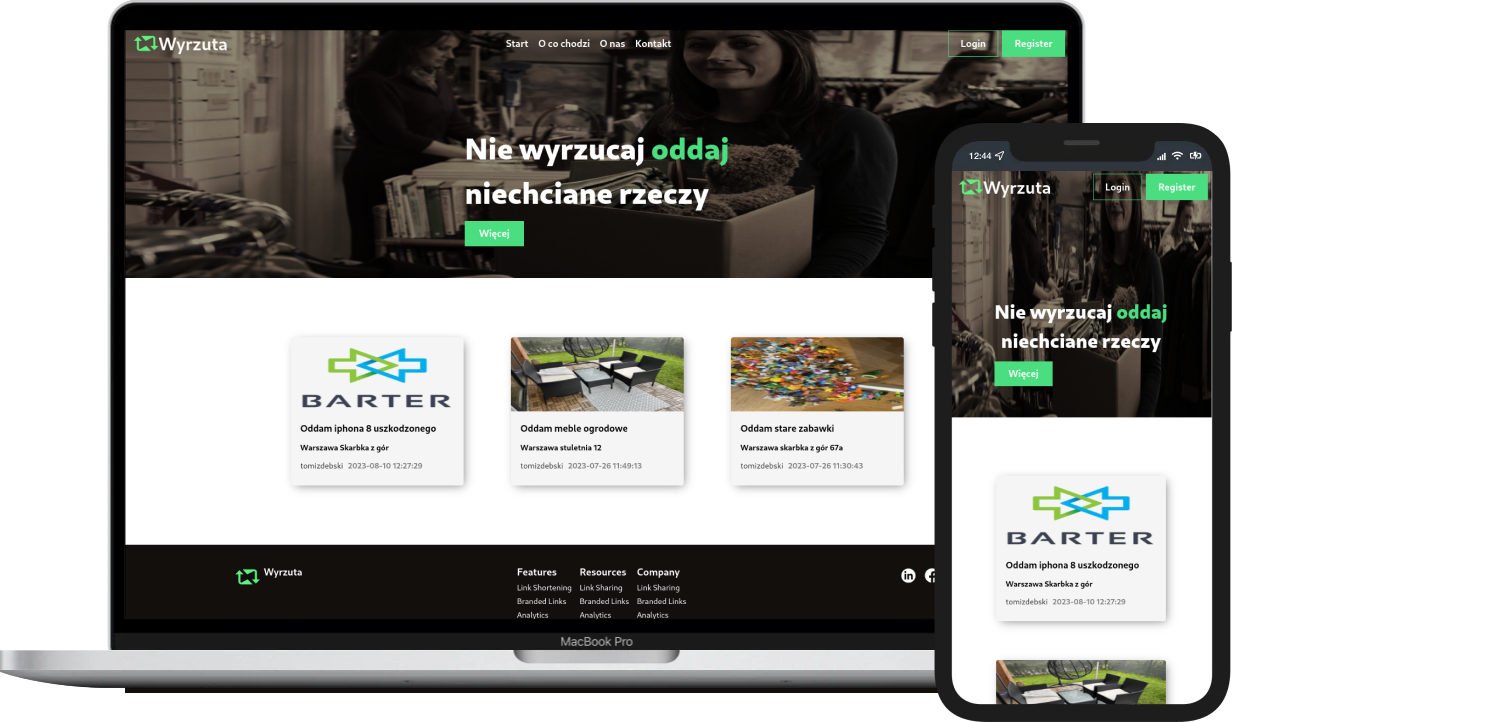 Wyrzuta
Start O co chodzi O nas Kontakt
Login
Register
Nie wyrzucaj oddaj
niechciane rzeczy
Więcej
BARTER
Oddam iphona 8 uszkodzonego
Warszawa Skarbka z gór
tomizdebski 2023-08-10 12:27:29
Oddam meble ogrodowe
Warszawa stuletnia 12
tomizdebski 2023-07-26 11:49:13
Oddam stare zabawki
Warszawa skarbka z gór 67a
tomizdebski 2023-07-26 11:30:43
Wyrzuta
Features
Link Shortening
Branded Links
Analytics
Resources
Link Sharing
Branded Links
Analytics
Company
Link Sharing
Branded Links
Analytics
in
MacBook Pro
12:44
Wyrzuta
Login
Register
Nie wyrzucaj oddaj
niechciane rzeczy
Więcej
BARTER
Oddam iphona 8 uszkodzonego
Warszawa Skarbka z gór
tomizdebski 2023-08-10 12:27:29